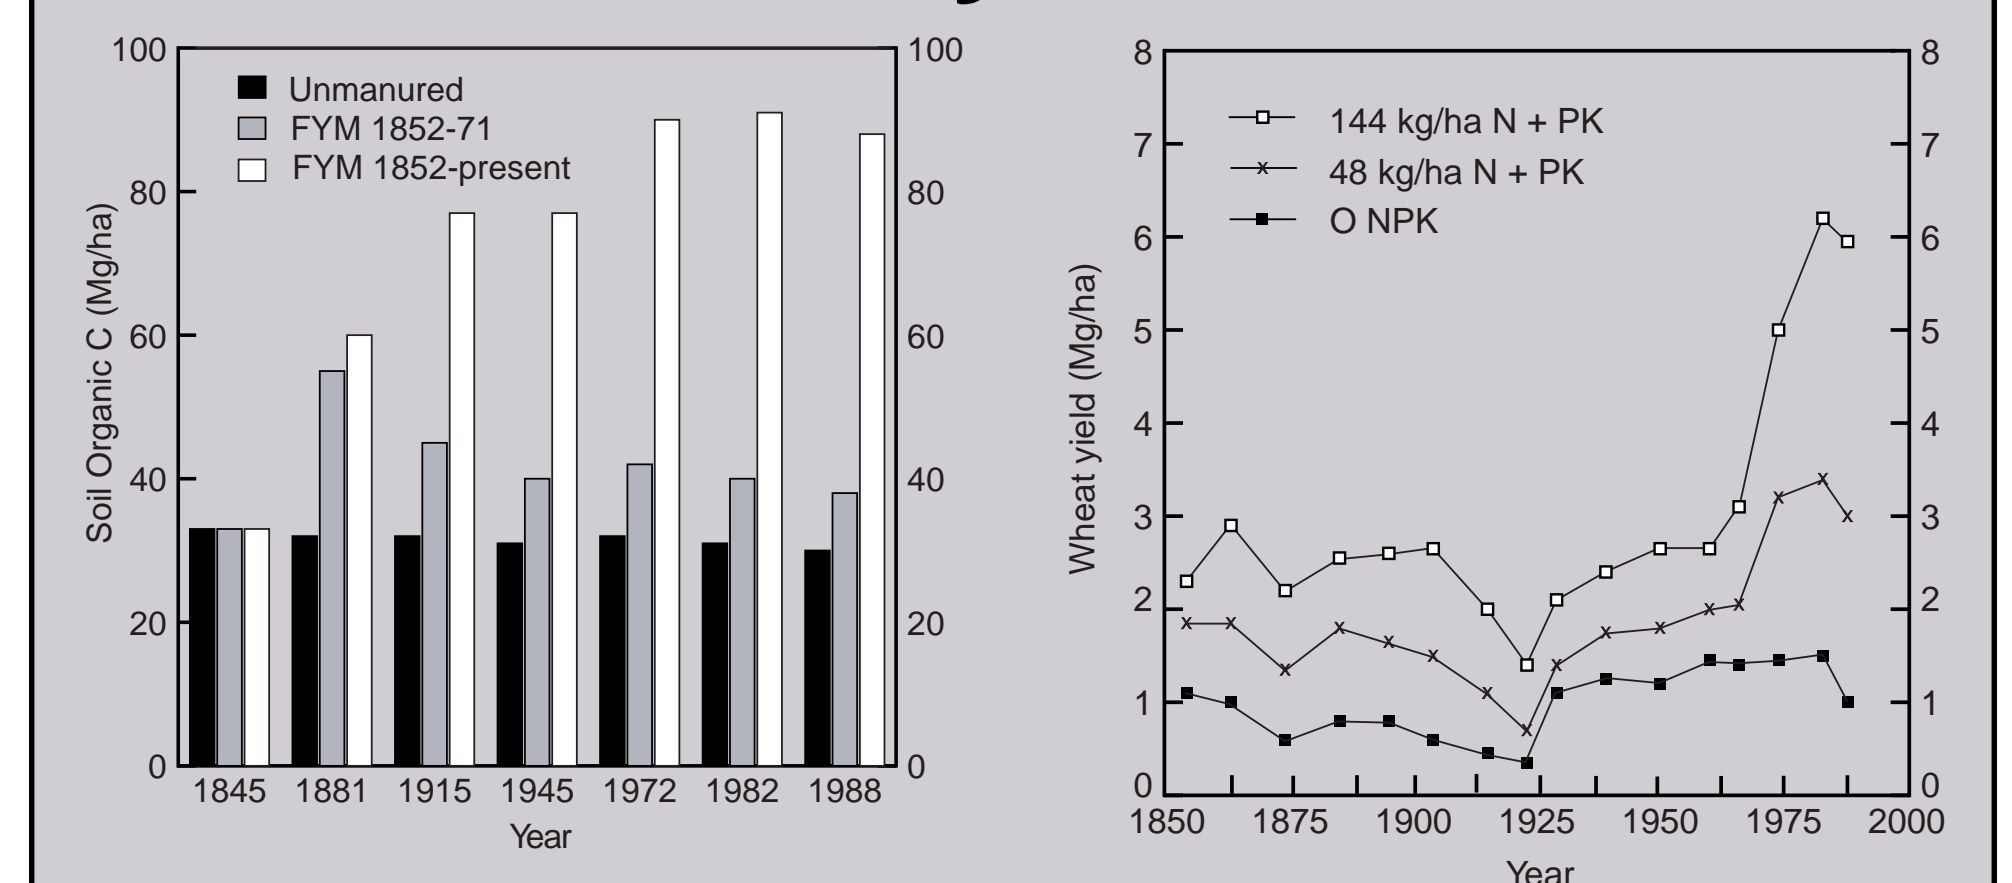 100
80
60
40
20
0
Soil Organic C (Mg/ha)
Unmanured
FYM 1852-71
FYM 1852-present
100
80
60
40
20
0
1845 1881 1915 1945 1972 1982 1988
Year
8
7
6
5
4
3
2
1
0
Wheat yield (Mg/ha)
144 kg/ha N + PK
48 kg/ha N + PK
O NPK
8
7
6
5
4
3
2
1
0
1850 1875 1900 1925 1950 1975 2000
Year